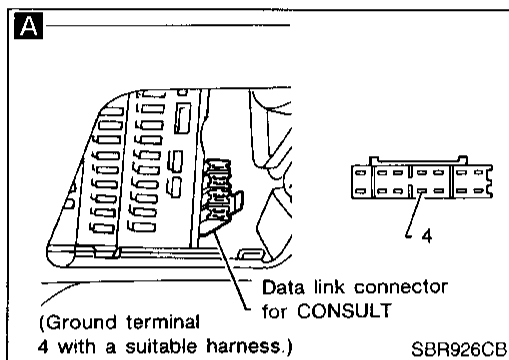 A
4
Data link connector
for CONSULT
(Ground terminal
4 with a suitable harness.)
SBR926CB